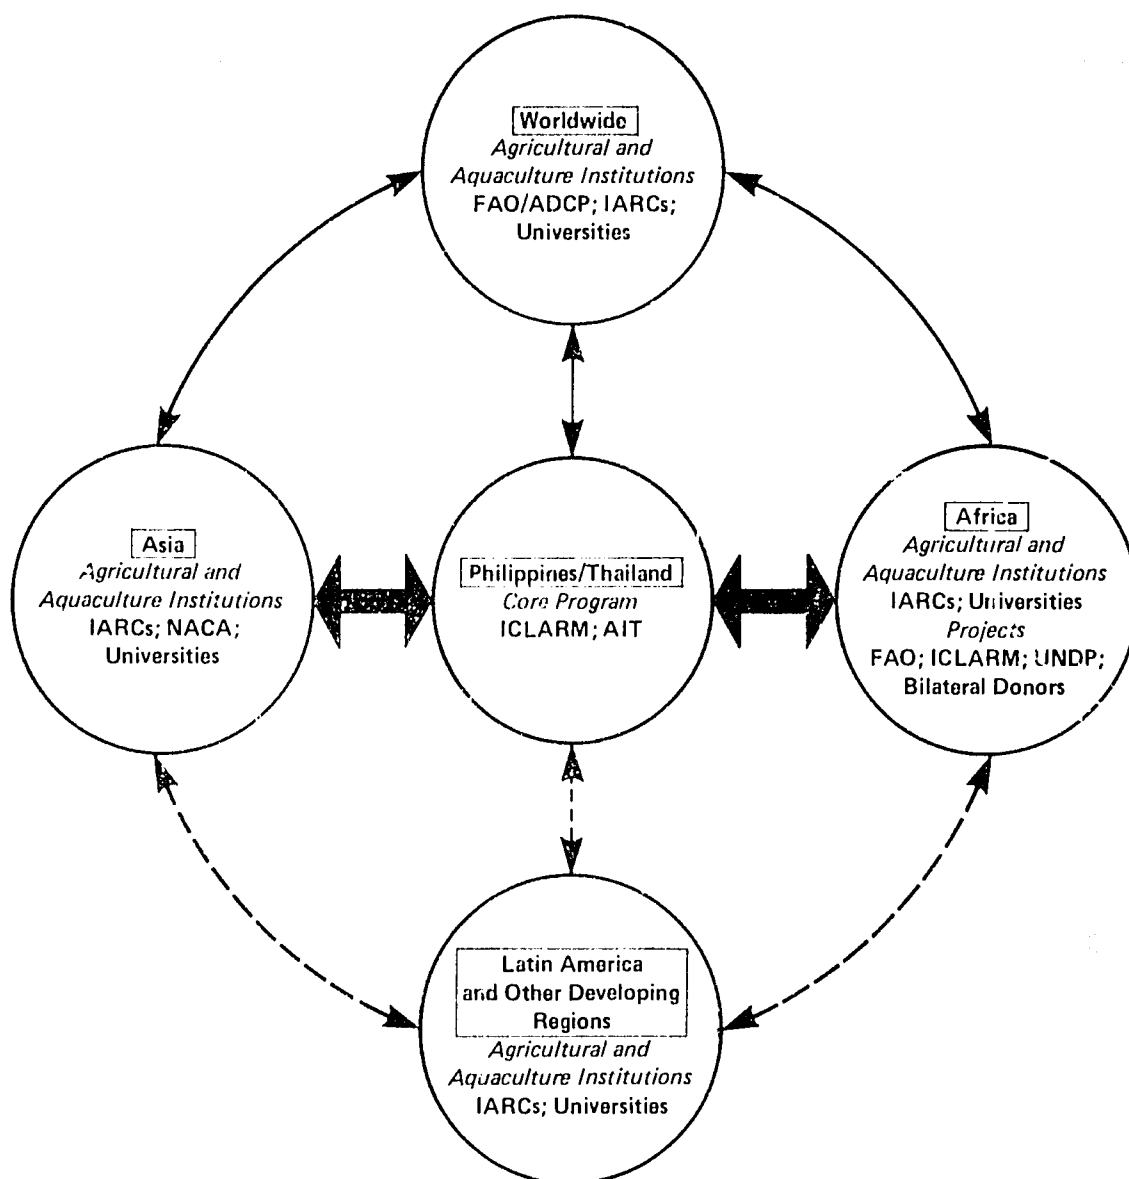 Worldwide
Agricultural and
Aquaculture Institutions
FAO/ADCP; IARCs;
Universities
Asia
Agricultural and
Aquaculture Institutions
IARCs; NACA;
Universities
Philippines/Thailand
Core Program
ICLARM; AIT
Africa
Agricultural and
Aquaculture Institutions
IARCs; Universities
Projects
FAO; ICLARM; UNDP;
Bilateral Donors
Latin America
and Other Developing
Regions
Agricultural and
Aquaculture Institutions
IARCs; Universities